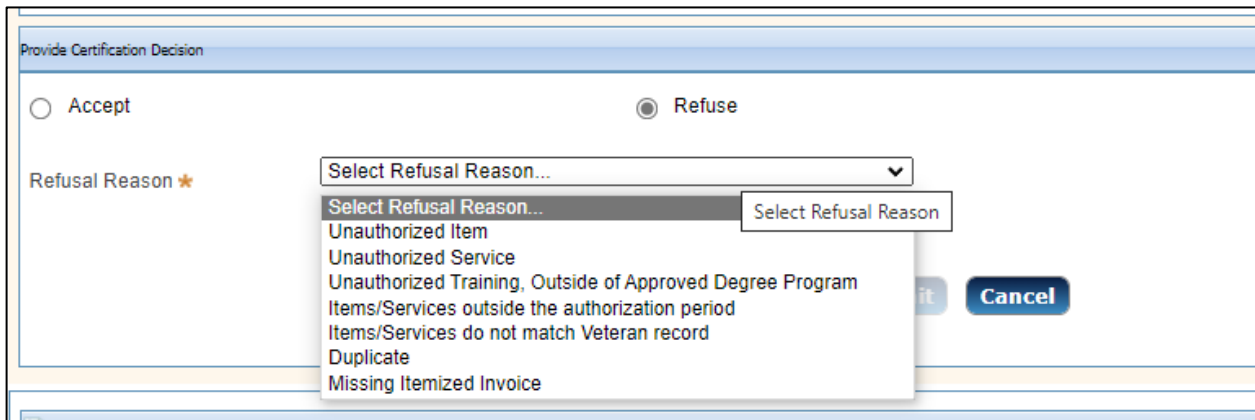 Provide Certification Decision
Accept
Refuse
Refusal Reason
Select Refusal Reason...
Select Refusal Reason...
Select Refusal Reason
Unauthorized Item
Unauthorized Service
Unauthorized Training, Outside of Approved Degree Program
Items/Services outside the authorization period
Items/Services do not match Veteran record
Duplicate
Missing Itemized Invoice
Cancel